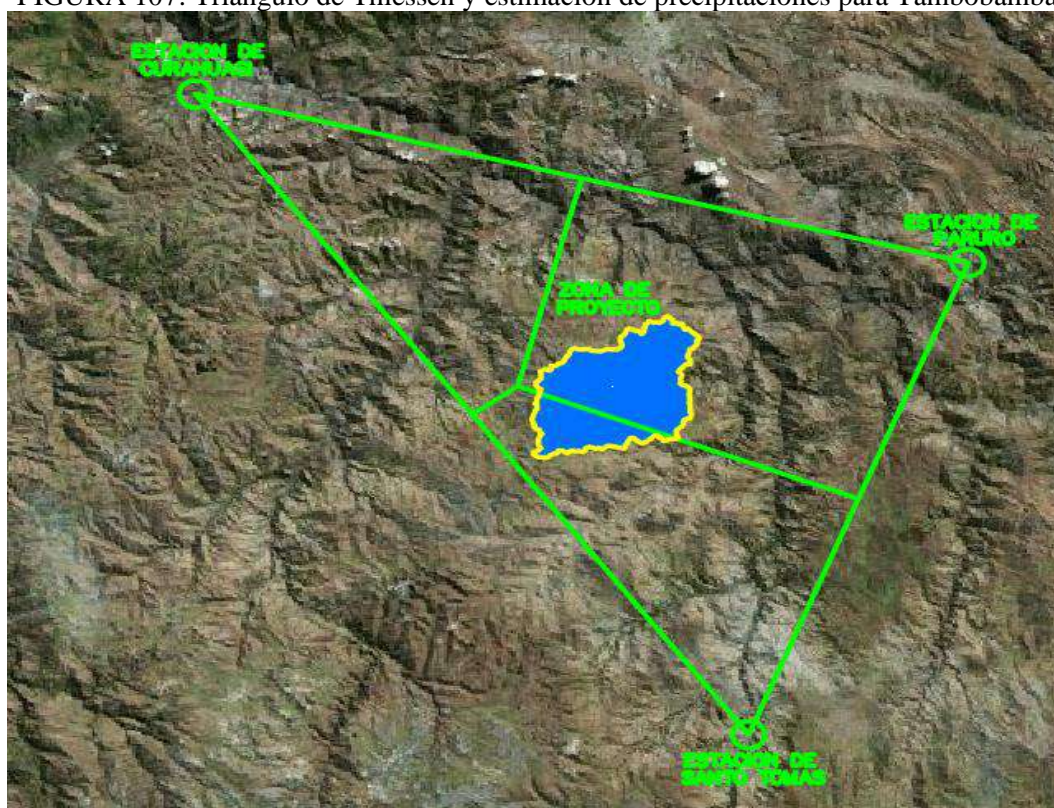 FIGURA 107: Triángulo de Thiessen y estimación de precipitaciones para Tambobamba
ESTACION DE
CURAHUASI
ESTACION DE
PARURO
ZONA DE
PROYECTO
ESTACION DE
SANTO TOMAS